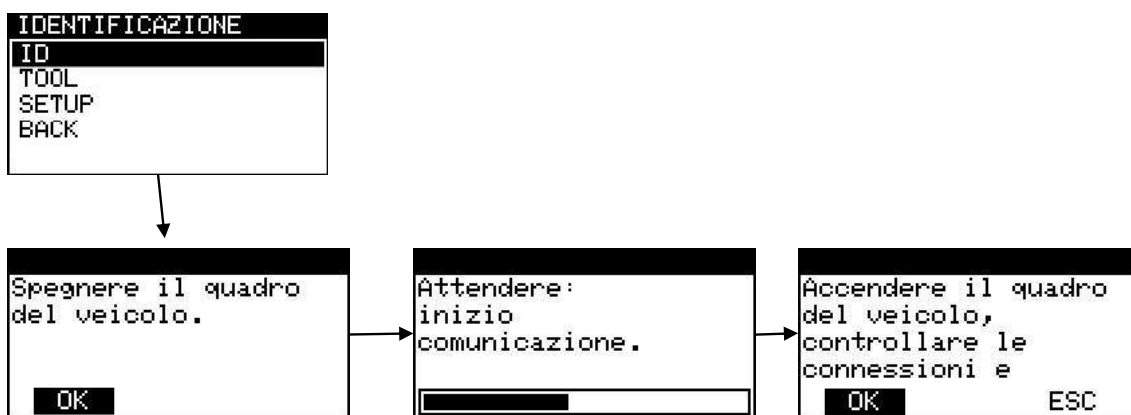 IDENTIFICAZIONE
ID
TOOL
SETUP
BACK
Spegnere il quadro
del veicolo.
OK
Attendere:
inizio
comunicazione.
Accendere il quadro
del veicolo,
controllare le
connessioni e
OK ESC